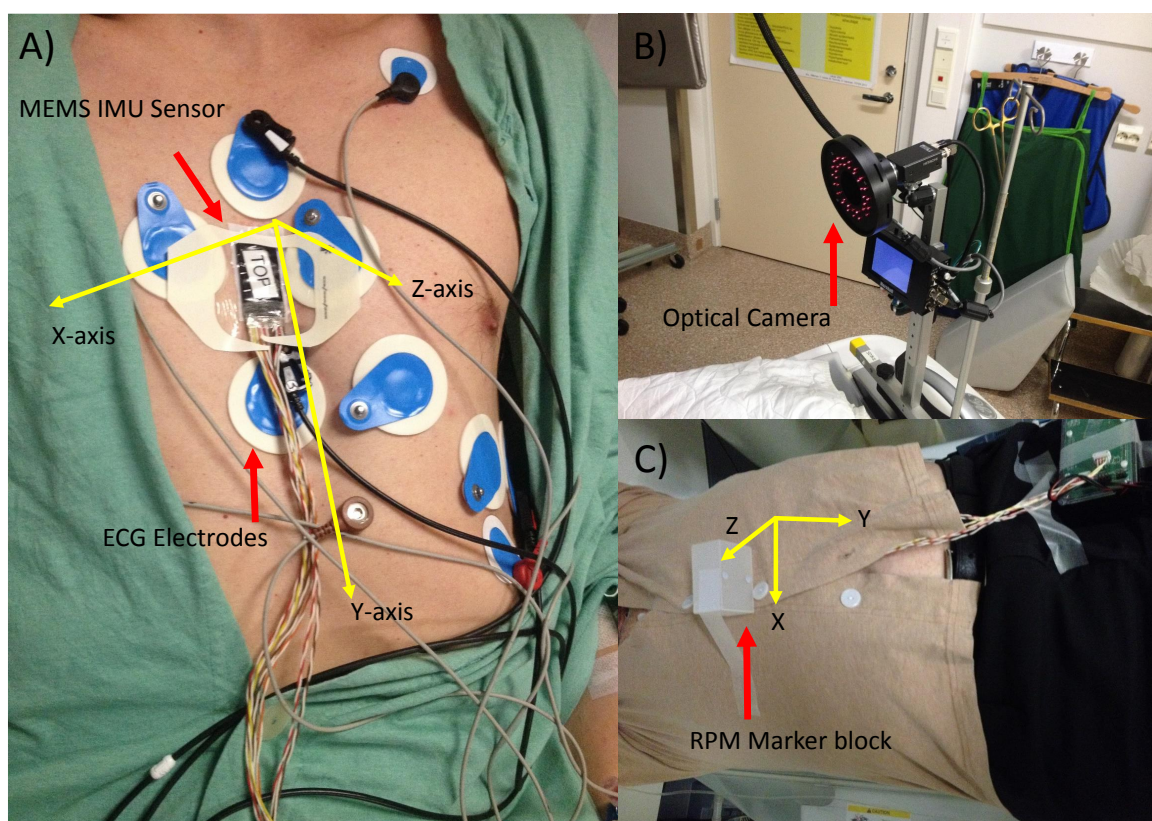 A)
MEMS IMU Sensor
TOP
X-axis
Z-axis
ECG Electrodes
Y-axis
B)
Optical Camera
C)
Z
Y
X
RPM Marker block